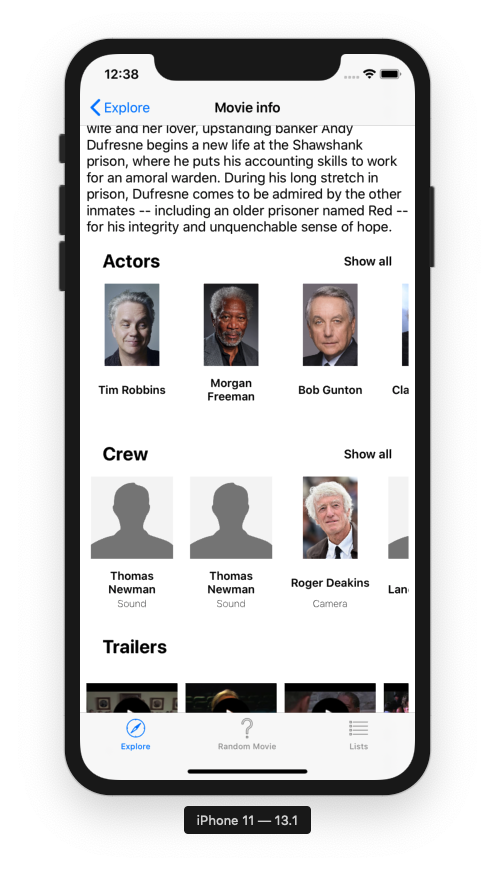 12:38
Explore
Movie info
wife and her lover, upstanding banker Andy
Dufresne begins a new life at the Shawshank
prison, where he puts his accounting skills to work
for an amoral warden. During his long stretch in
prison, Dufresne comes to be admired by the other
inmates -- including an older prisoner named Red --
for his integrity and unquenchable sense of hope.
Actors
Show all
Tim Robbins
Morgan
Freeman
Bob Gunton
Cla
Crew
Show all
Thomas
Newman
Sound
Thomas
Newman
Sound
Roger Deakins
Camera
Lan
Trailers
Explore
Random Movie
Lists
iPhone 11 — 13.1